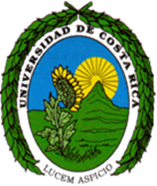 UNIVERSIDAD DE COSTA RICA
LUCEM ASPICIO